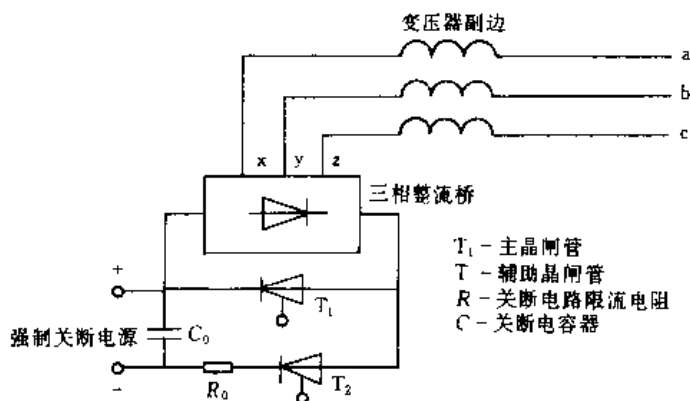 变压器副边
a
b
c
x y z
三相整流桥
T₁－主晶闸管
T－辅助晶闸管
R－关断电路限流电阻
C－关断电容器
+
T₁
强制关断电源
C₀
T₂
R₀
－